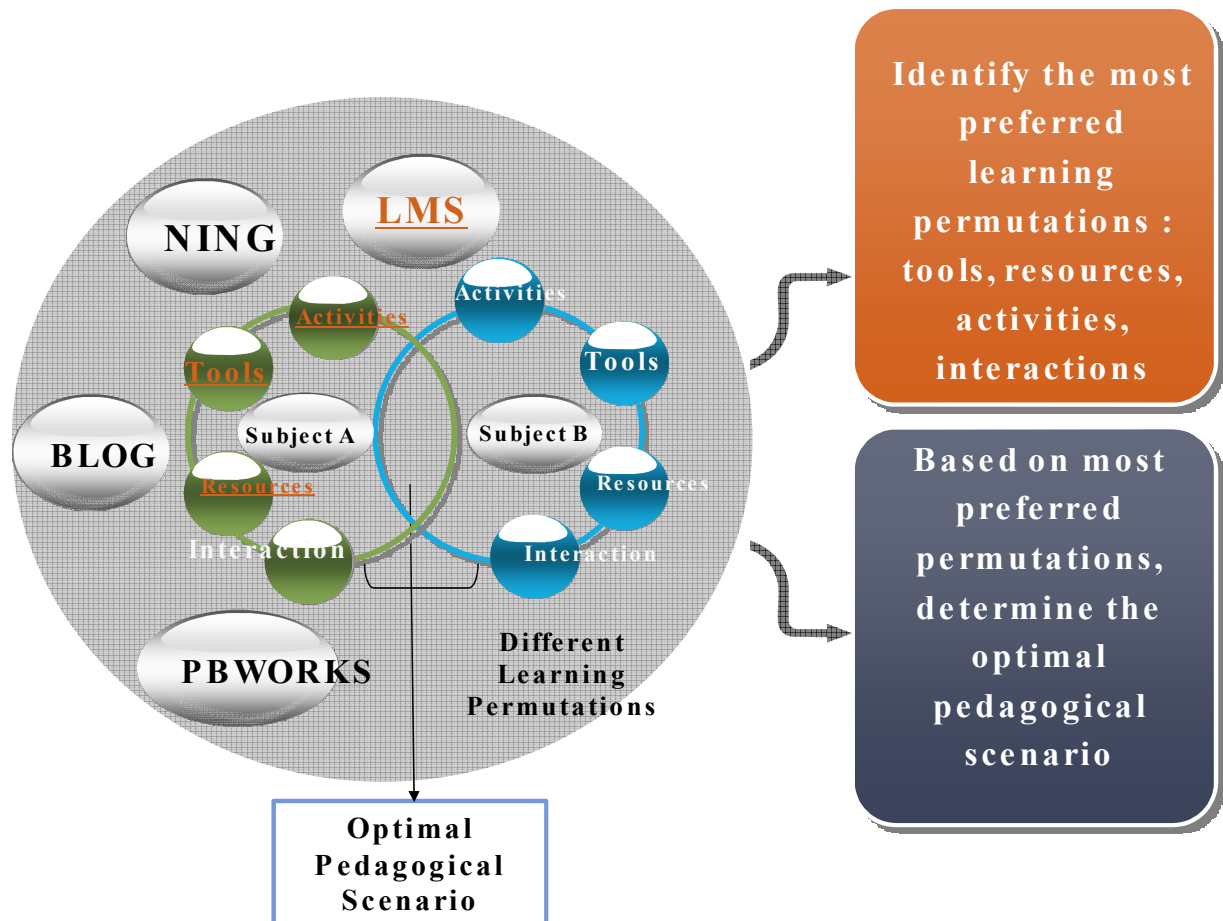 Identify the most
preferred
learning
permutations :
tools, resources,
activities,
interactions
LMS
NING
Activities
Activities
Tools
Tools
Subject A
Subject B
BLOG
Resources
Resources
Interaction
Interaction
PBWORKS
Different
Learning
Permutations
Based on most
preferred
permutations,
determine the
optimal
pedagogical
scenario
Optimal
Pedagogical
Scenario